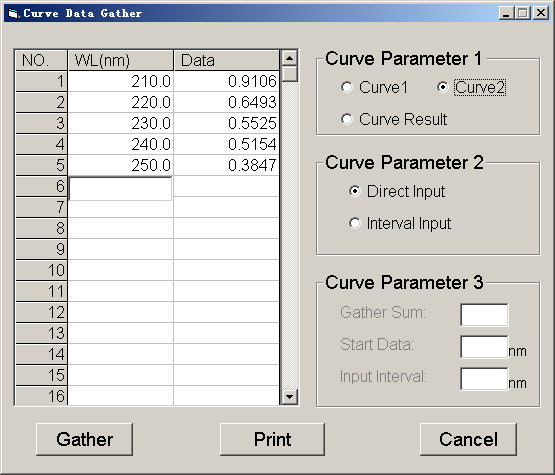 Curve Data Gather
NO. WL(nm) Data
1 210.0 0.9106
2 220.0 0.6493
3 230.0 0.5525
4 240.0 0.5154
5 250.0 0.3847
6
7
8
9
10
11
12
13
14
15
16
Curve Parameter 1
Curve1 Curve2
Curve Result
Curve Parameter 2
Direct Input
Interval Input
Curve Parameter 3
Gather Sum:
Start Data: nm
Input Interval: nm
Gather Print Cancel